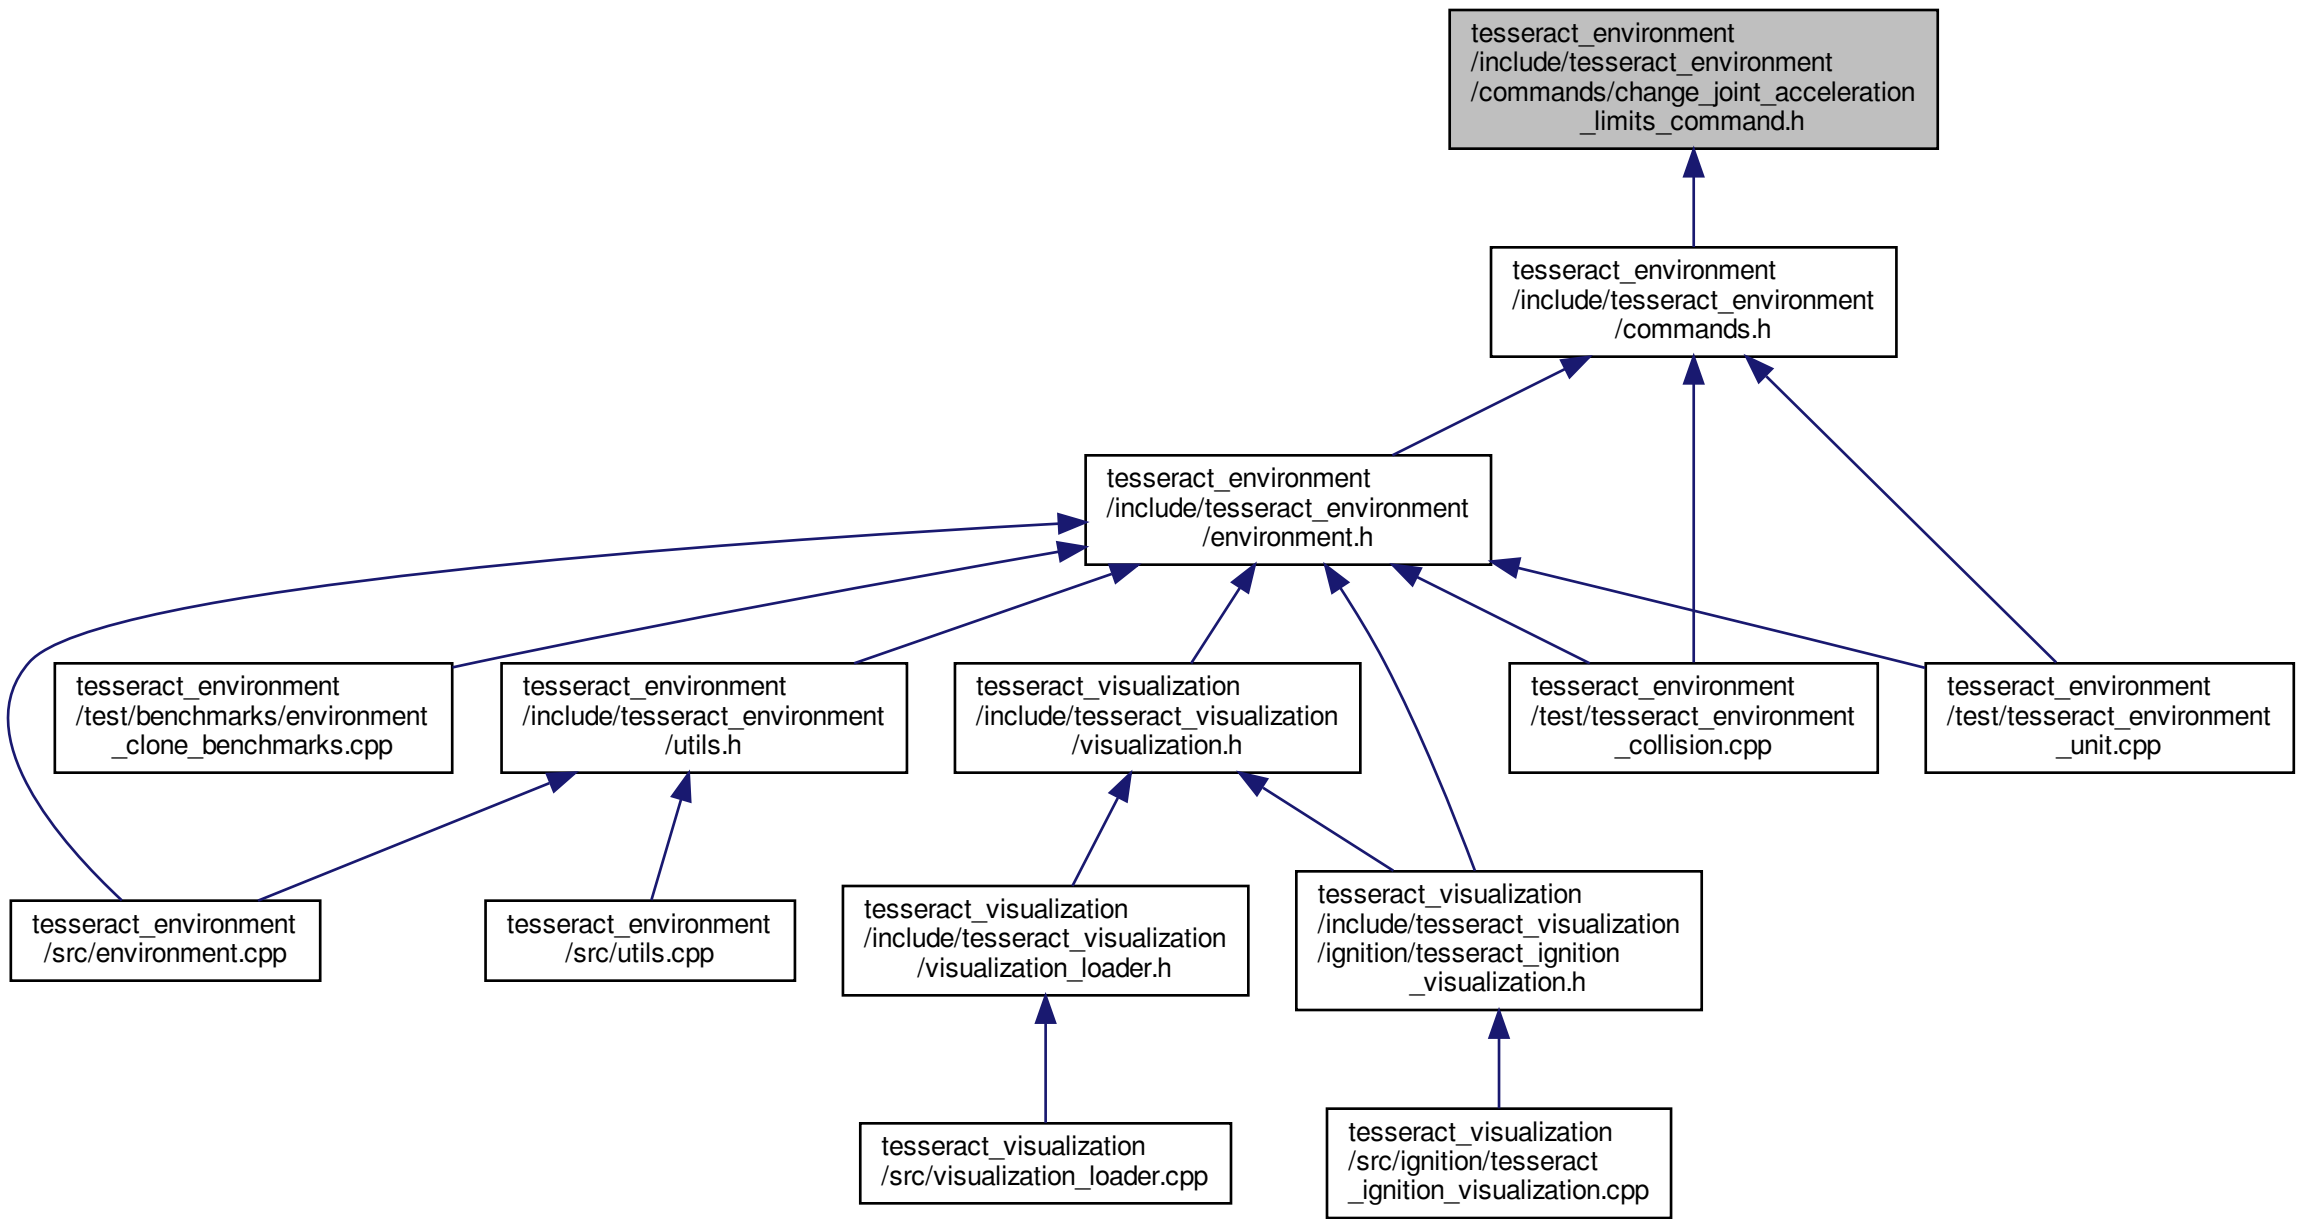 tesseract_environment
/include/tesseract_environment
/commands/change_joint_acceleration
_limits_command.h
tesseract_environment
/include/tesseract_environment
/commands.h
tesseract_environment
/include/tesseract_environment
/environment.h
tesseract_environment
/test/benchmarks/environment
_clone_benchmarks.cpp
tesseract_environment
/include/tesseract_environment
/utils.h
tesseract_visualization
/include/tesseract_visualization
/visualization.h
tesseract_environment
/test/tesseract_environment
_collision.cpp
tesseract_environment
/test/tesseract_environment
_unit.cpp
tesseract_environment
/src/environment.cpp
tesseract_environment
/src/utils.cpp
tesseract_visualization
/include/tesseract_visualization
/visualization_loader.h
tesseract_visualization
/include/tesseract_visualization
/ignition/tesseract_ignition
_visualization.h
tesseract_visualization
/src/visualization_loader.cpp
tesseract_visualization
/src/ignition/tesseract
_ignition_visualization.cpp